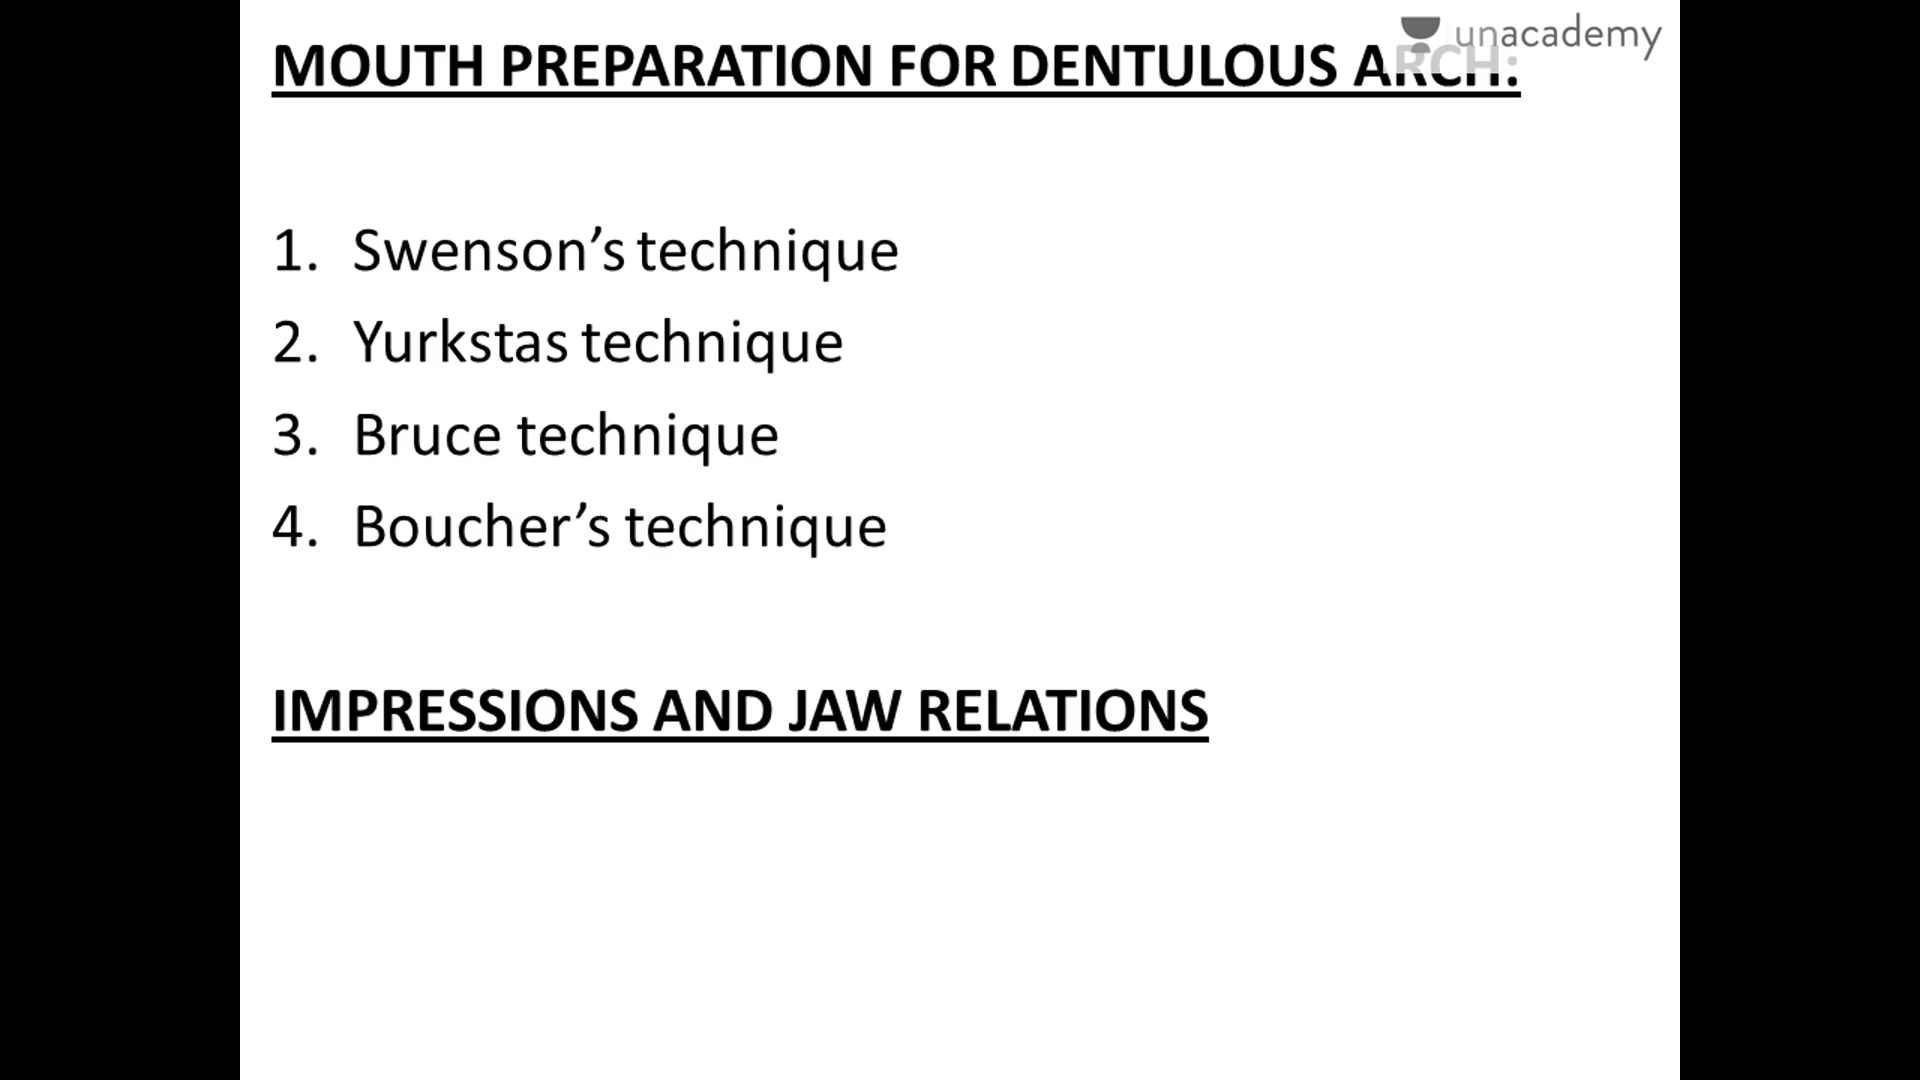 unacademy
MOUTH PREPARATION FOR DENTULOUS ARCH:
1. Swenson’s technique
2. Yurkstas technique
3. Bruce technique
4. Boucher’s technique
IMPRESSIONS AND JAW RELATIONS